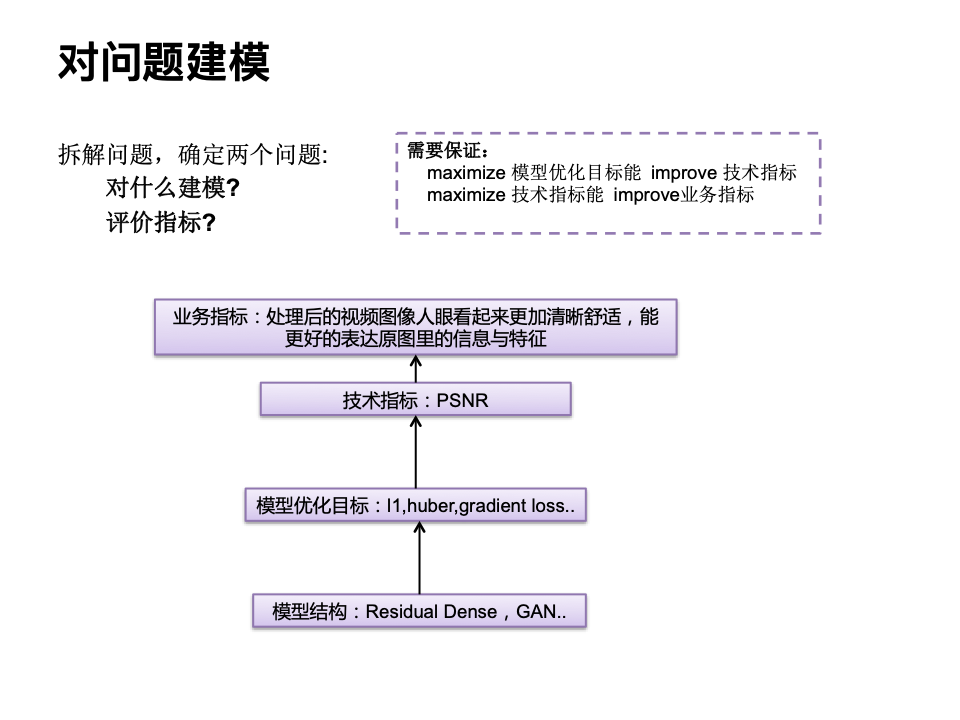 对问题建模
拆解问题，确定两个问题:
对什么建模?
评价指标?
需要保证：
maximize 模型优化目标能 improve 技术指标
maximize 技术指标能 improve业务指标
业务指标：处理后的视频图像人眼看起来更加清晰舒适，能
更好的表达原图里的信息与特征
技术指标：PSNR
模型优化目标：l1,huber,gradient loss..
模型结构：Residual Dense，GAN..